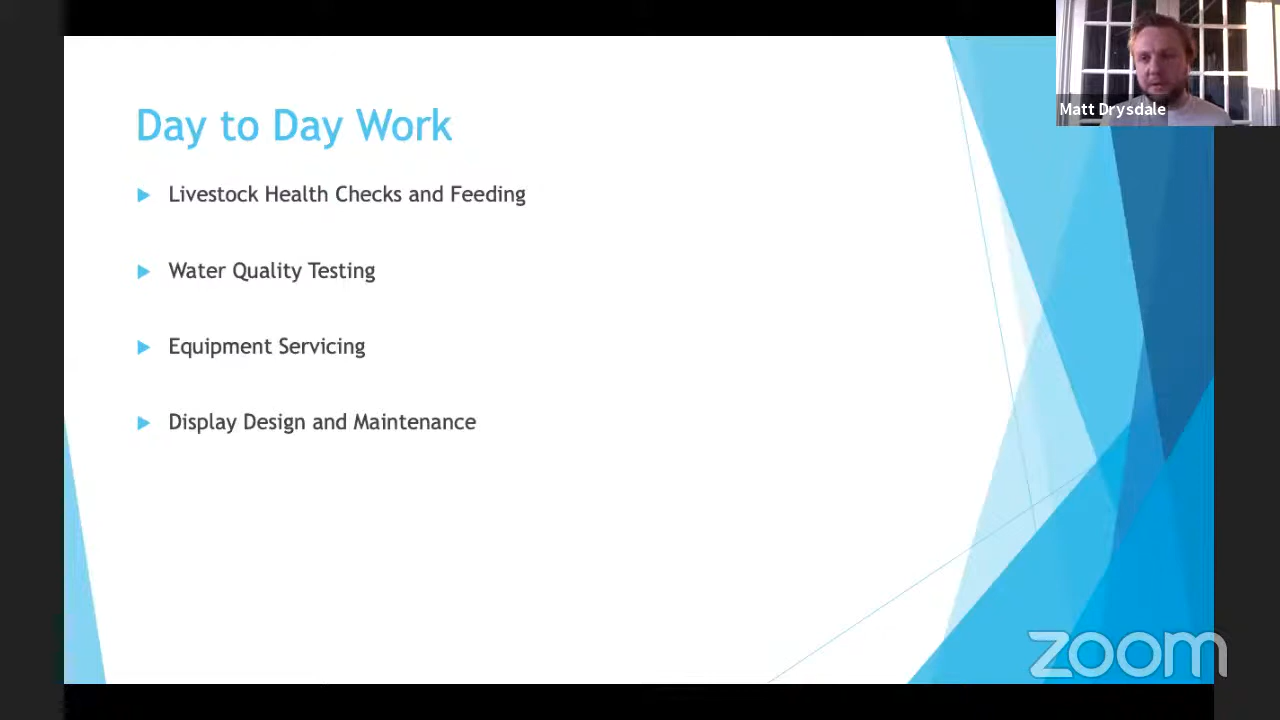 Matt Drysdale
Day to Day Work
Livestock Health Checks and Feeding
Water Quality Testing
Equipment Servicing
Display Design and Maintenance
zoom